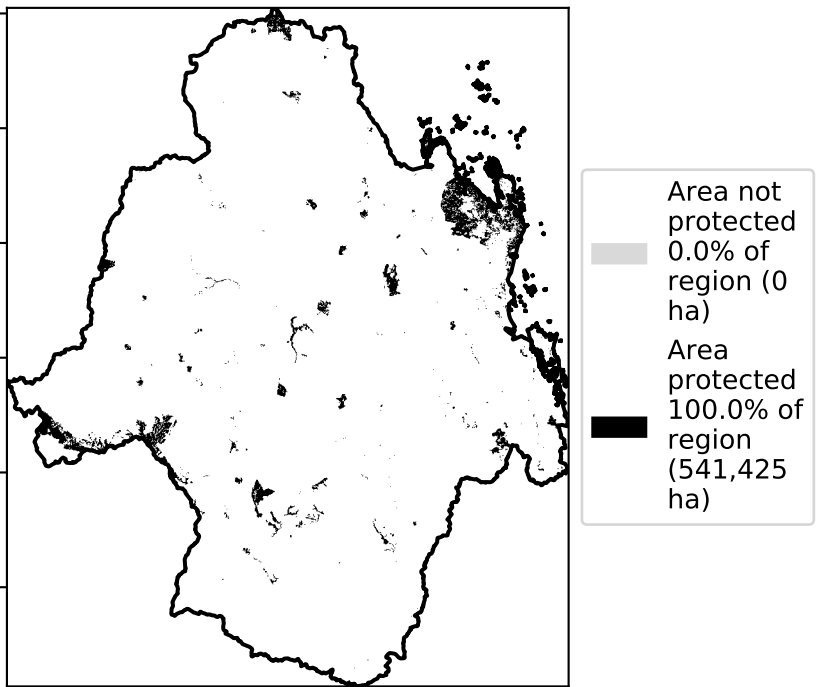 Area not
protected
0.0% of
region (0
ha)
Area
protected
100.0% of
region
(541,425
ha)